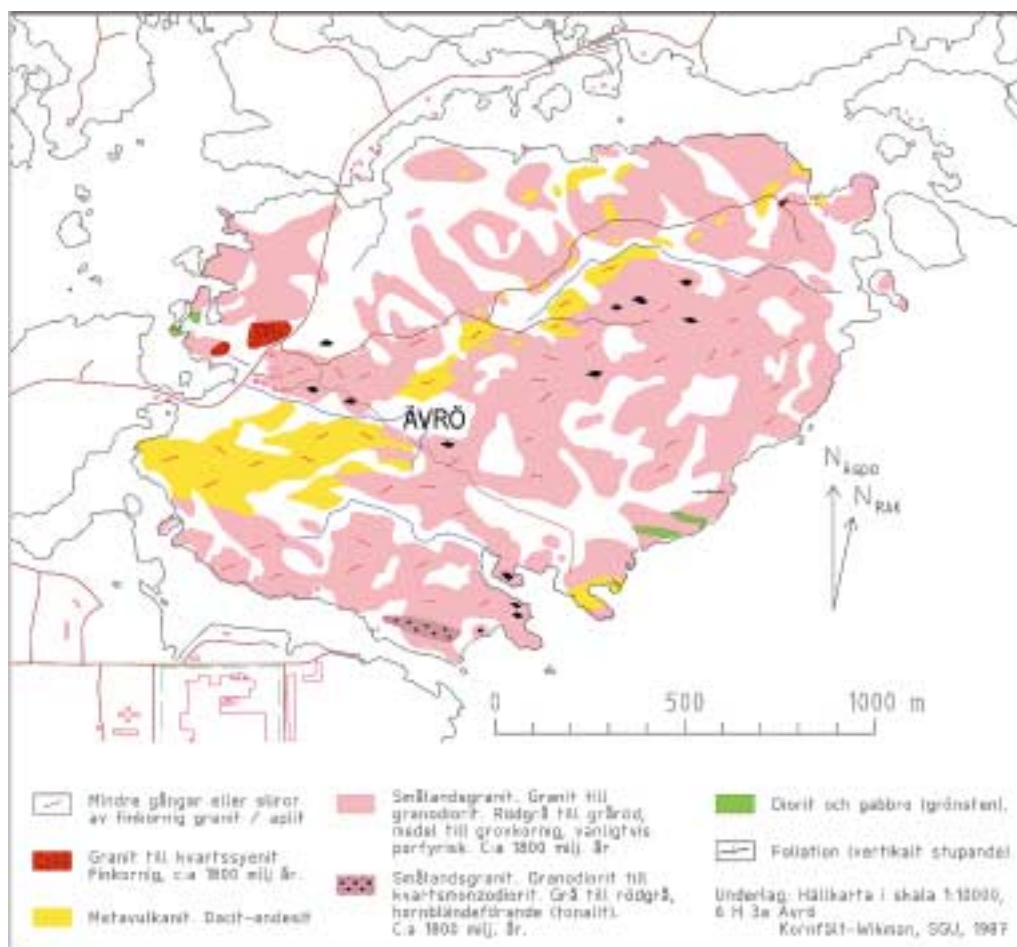 ÄVRÖ
N ÄSPÖ
N RAK
0 500 1000 m
Mindre gångar eller sliror
av finkornig granit / aplit
Granit till kvartssyenit.
Finkornig, c:a 1800 milj år.
Metavulkanit. Dacit-andesit
Smålandsgranit. Granit till
granodiorit. Rödgrå till gråröd,
medel till grovkornig, vanligtvis
porfyrisk. C:a 1800 milj. år.
Smålandsgranit. Granodiorit till
kvartsmonzodiorit. Grå till rödgrå,
hornbländeförande (tonalit).
C:a 1800 milj. år.
Diorit och gabbro (grönsten).
Foliation (vertikalt stupande)
Underlag: Hällkarta i skala 1:10000,
6 H 3a Ävrö
Kornfält-Wikman, SGU, 1987